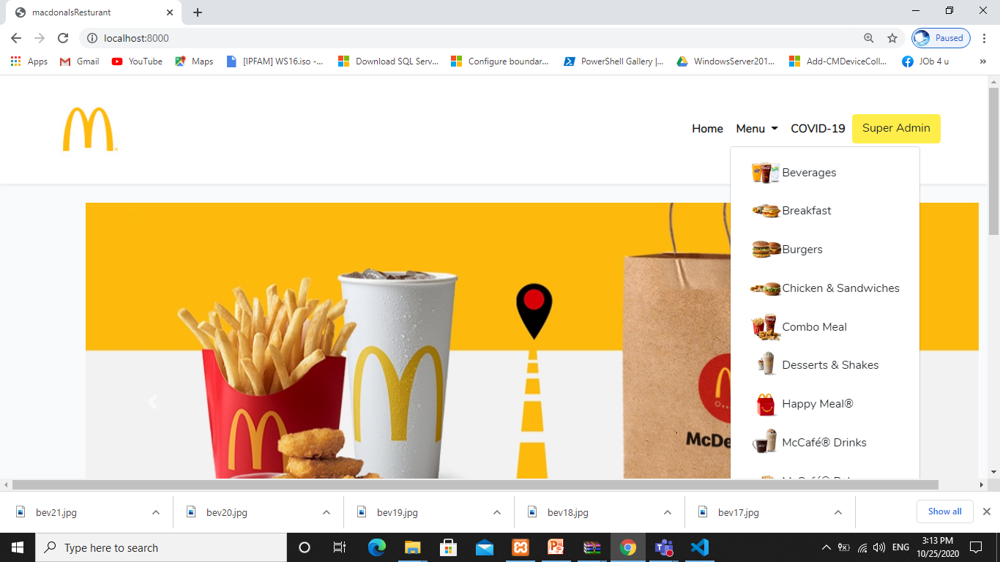 macdonalsResturant
localhost:8000
Paused
Apps
Gmail
YouTube
Maps
[IPFAM] WS16.iso -...
Download SQL Serv...
Configure boundar...
PowerShell Gallery |...
WindowsServer201...
Add-CMDeviceColl...
JOb 4 u
»
Home
Menu
COVID-19
Super Admin
Beverages
Breakfast
Burgers
Chicken & Sandwiches
Combo Meal
Desserts & Shakes
Happy Meal®
McCafé® Drinks
McDe
bev21.jpg
bev20.jpg
bev19.jpg
bev18.jpg
bev17.jpg
Show all
Type here to search
ENG
3:13 PM
10/25/2020